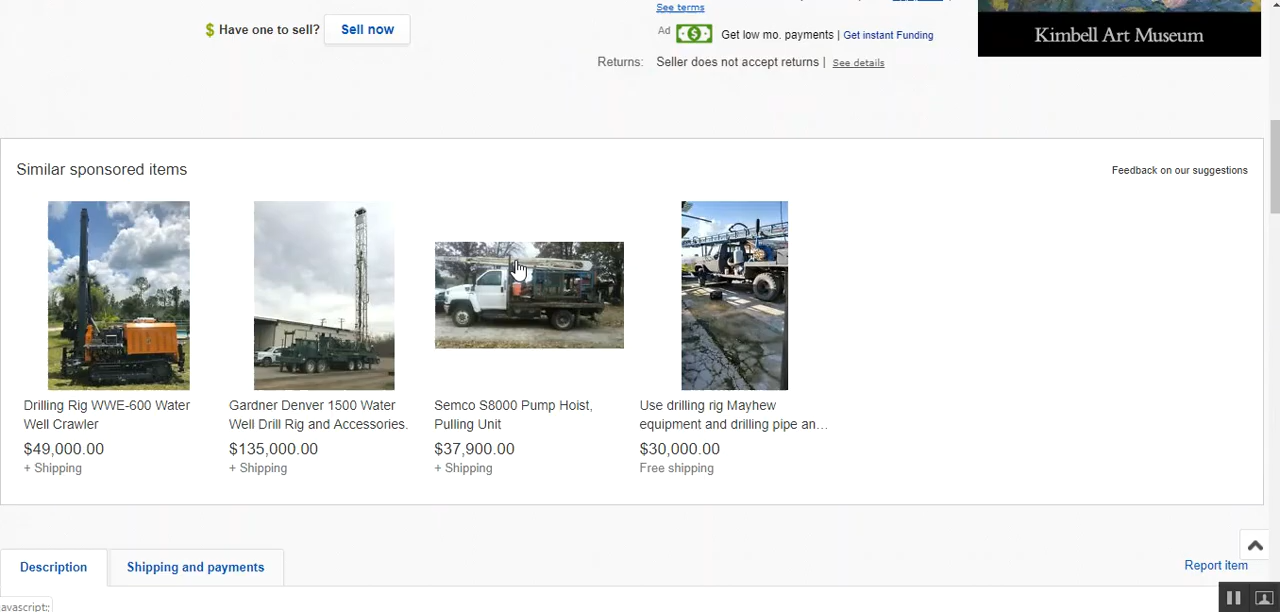 See terms
$ Have one to sell? Sell now
Ad $ Get low mo. payments | Get instant Funding
Kimbell Art Museum
Returns: Seller does not accept returns | See details
Similar sponsored items
Feedback on our suggestions
Drilling Rig WWE-600 Water
Well Crawler
$49,000.00
+ Shipping
Gardner Denver 1500 Water
Well Drill Rig and Accessories.
$135,000.00
+ Shipping
Semco S8000 Pump Hoist,
Pulling Unit
$37,900.00
+ Shipping
Use drilling rig Mayhew
equipment and drilling pipe an...
$30,000.00
Free shipping
Description
Shipping and payments
Report item
avascript:;